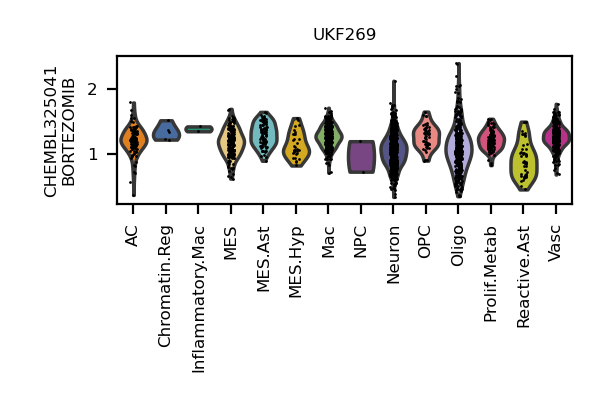 UKF269
CHEMBL325041
BORTEZOMIB
2
1
AC
Chromatin.Reg
Inflammatory.Mac
MES
MES.Ast
MES.Hyp
Mac
NPC
Neuron
OPC
Oligo
Prolif.Metab
Reactive.Ast
Vasc